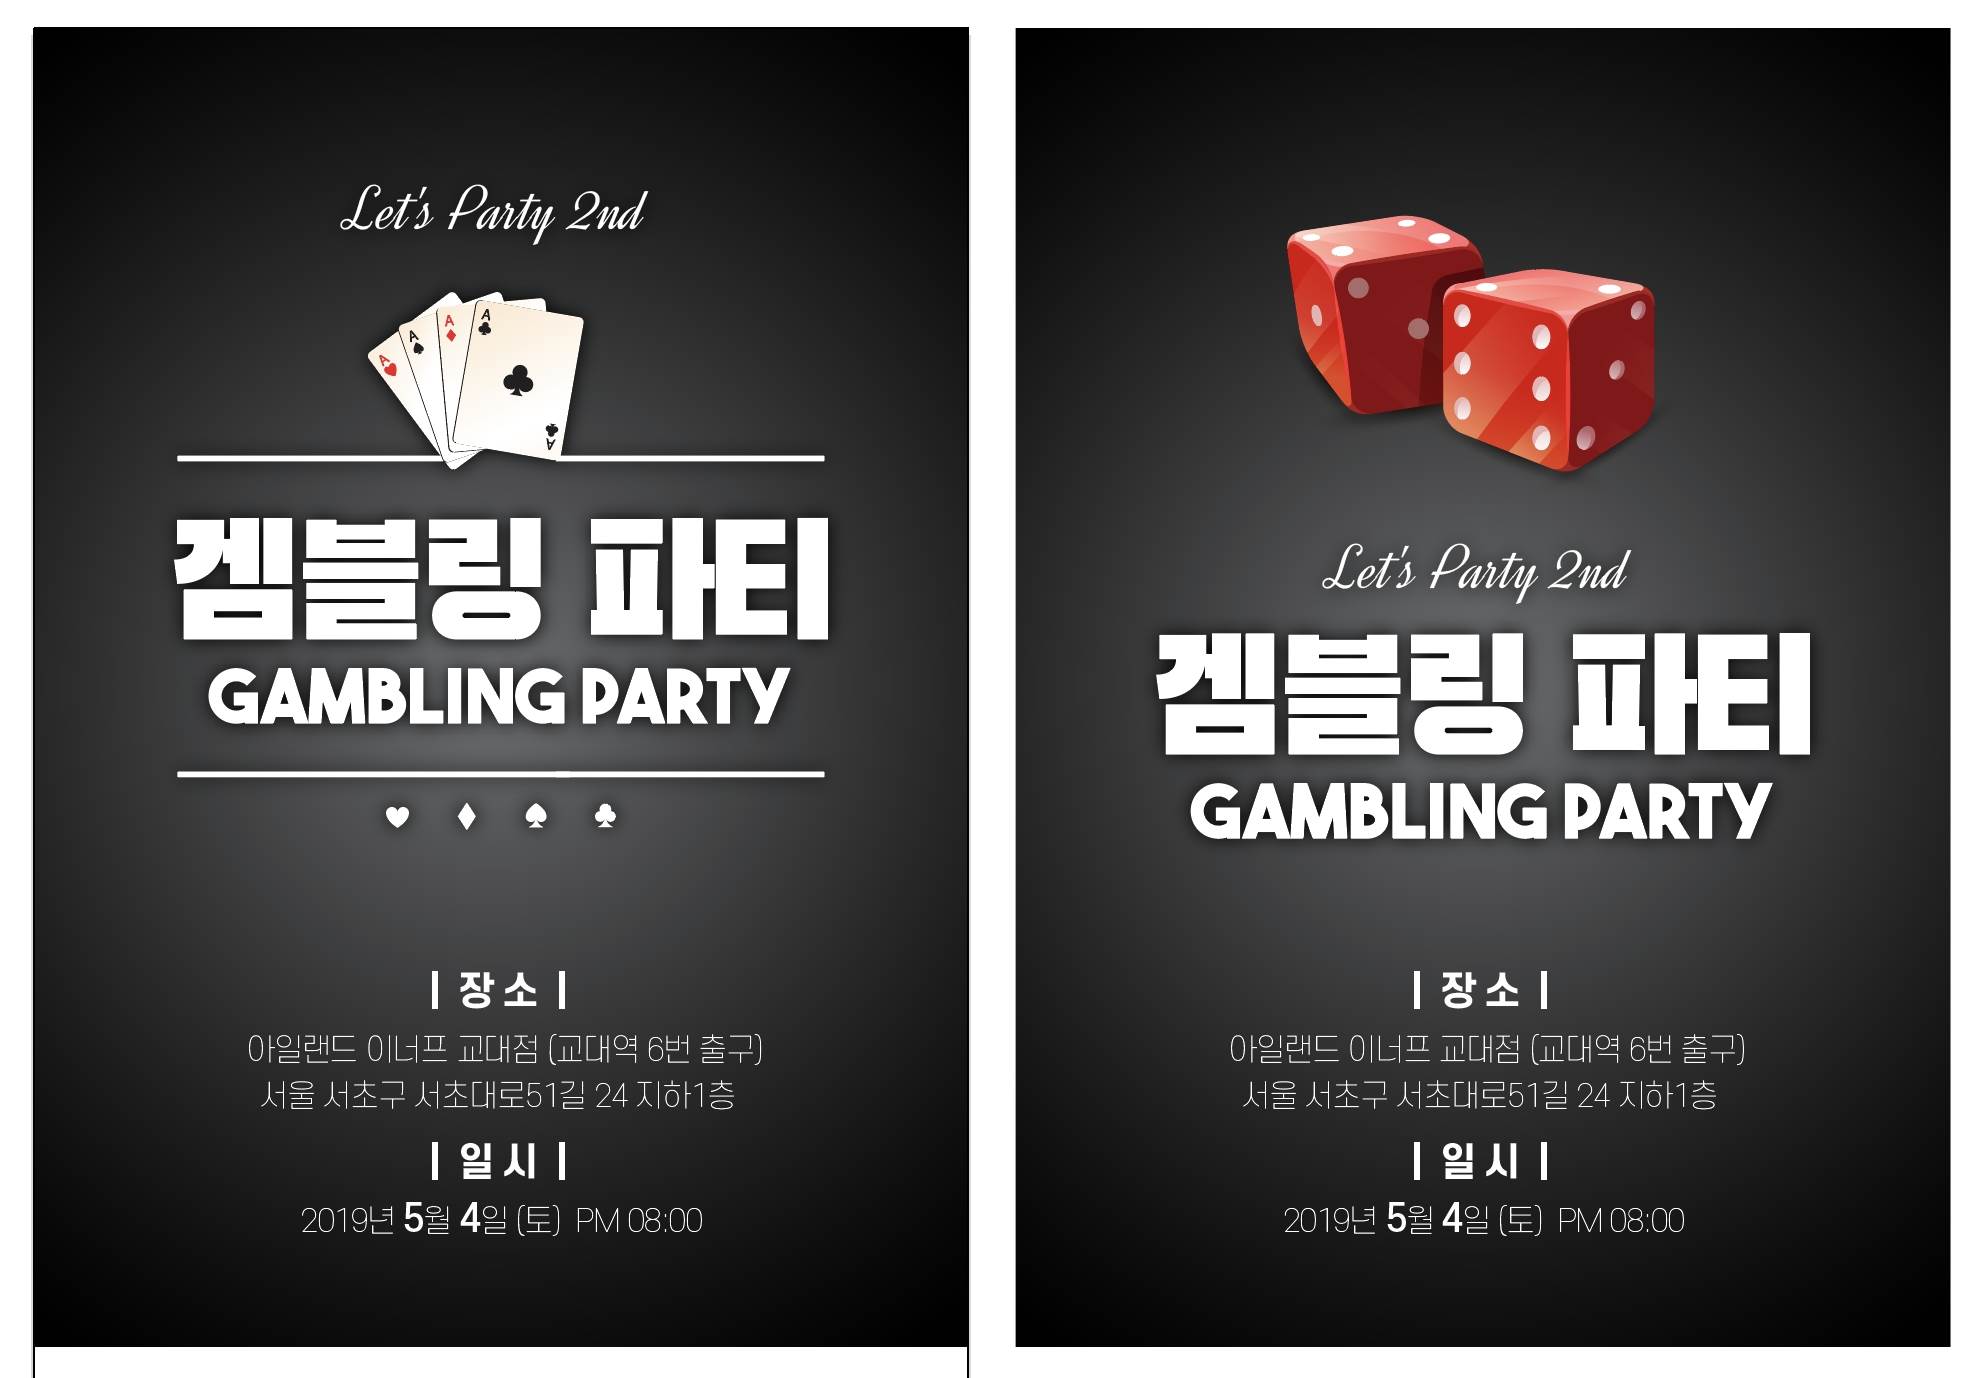 Let's Party 2nd
A
A
A
A
A
겜블링 파티
GAMBLING PARTY
| 장소 |
아일랜드 이너프 교대점 (교대역 6번 출구)
서울 서초구 서초대로51길 24 지하1층
| 일시 |
2019년 5월 4일 (토) PM 08:00
Let's Party 2nd
겜블링 파티
GAMBLING PARTY
| 장소 |
아일랜드 이너프 교대점 (교대역 6번 출구)
서울 서초구 서초대로51길 24 지하1층
| 일시 |
2019년 5월 4일 (토) PM 08:00